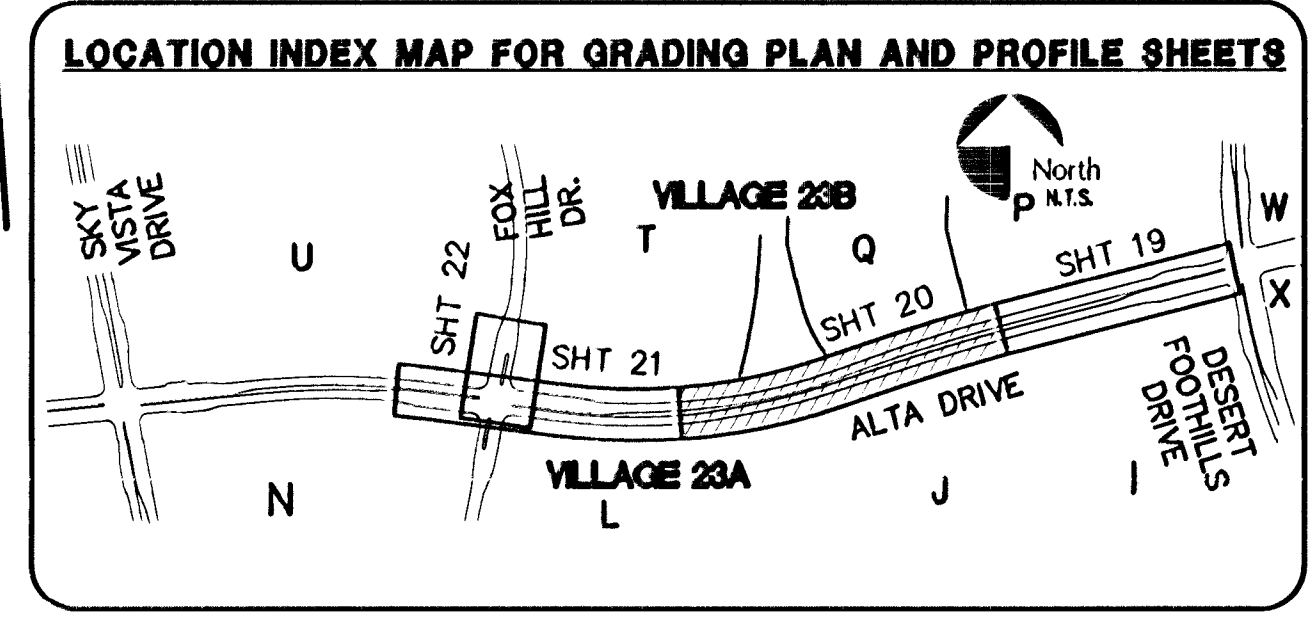 LOCATION INDEX MAP FOR GRADING PLAN AND PROFILE SHEETS
North
N.T.S.
SKY
VISTA
DRIVE
U
FOX
HILL
DR.
VILLAGE 23B
T
Q
P
W
X
SHT 22
SHT 21
SHT 20
SHT 19
ALTA DRIVE
DESERT
FOOTHILLS
DRIVE
VILLAGE 23A
N
L
J
I